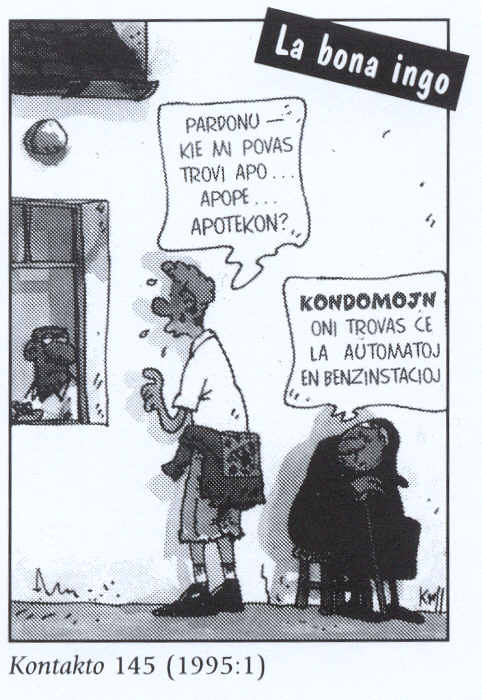 La bona ingo
PARDONU —
KIE MI POVAS
TROVI APO...
APOPE...
APOTEKON?
KONDOMOJN
ONI TROVAS ĈE
LA AŬTOMATOJ
EN BENZINSTACIOJ
Kontakto 145 (1995:1)